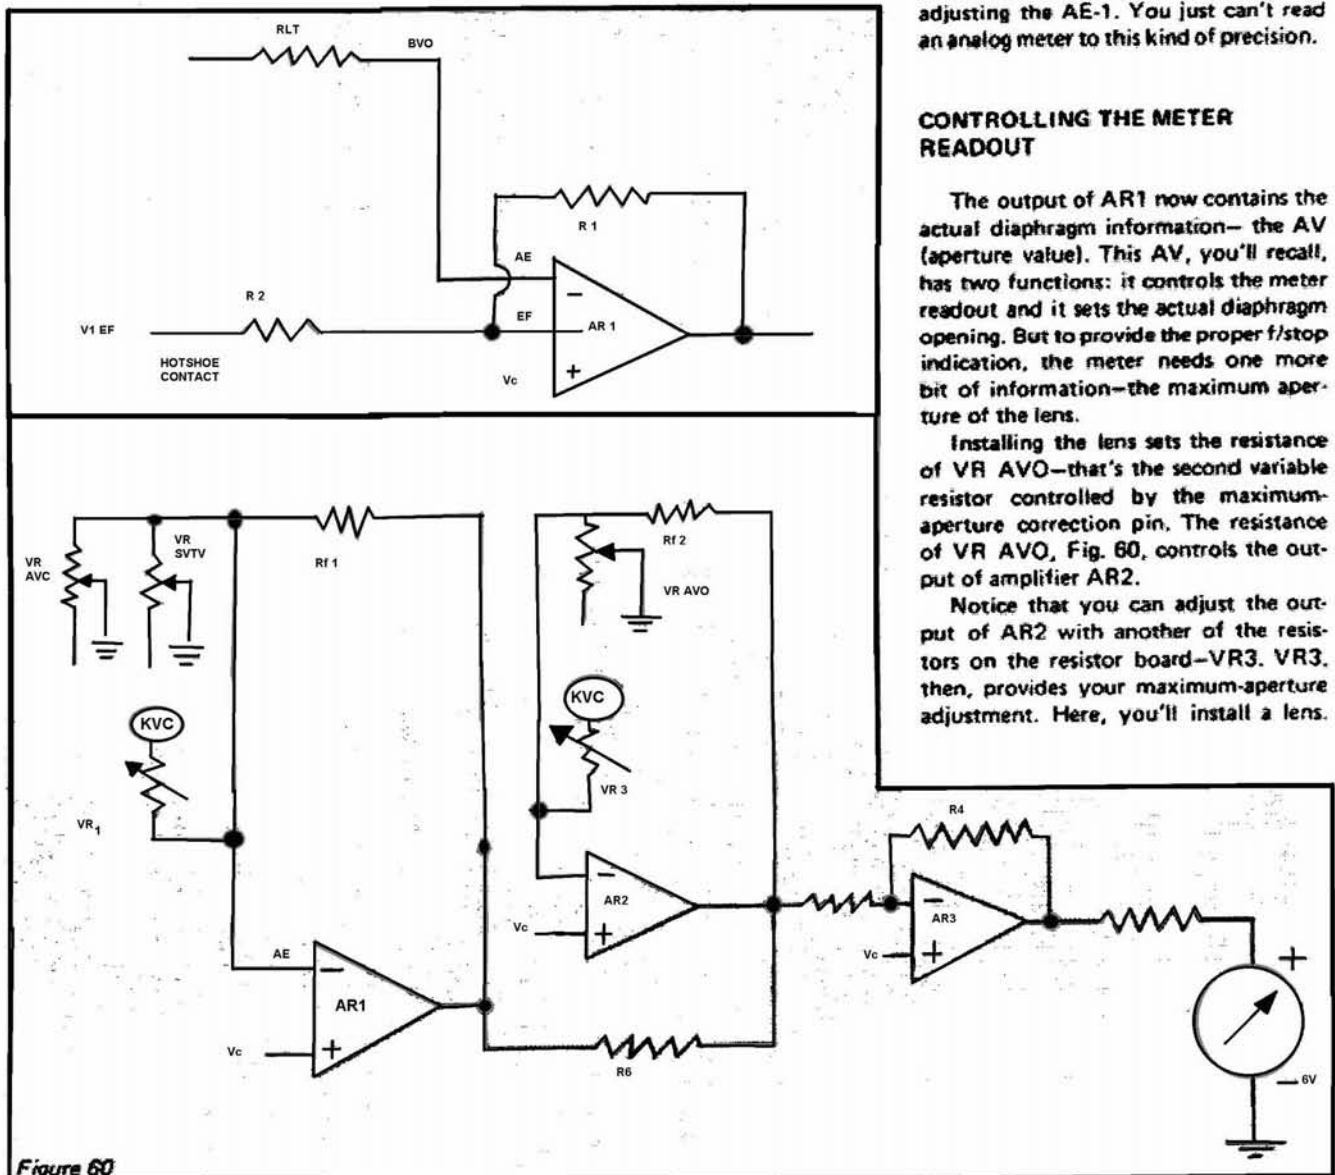 adjusting the AE-1. You just can't read
an analog meter to this kind of precision.
CONTROLLING THE METER
READOUT
The output of AR1 now contains the
actual diaphragm information— the AV
(aperture value). This AV, you'll recall,
has two functions: it controls the meter
readout and it sets the actual diaphragm
opening. But to provide the proper f/stop
indication, the meter needs one more
bit of information—the maximum aper-
ture of the lens.
Installing the lens sets the resistance
of VR AVO—that's the second variable
resistor controlled by the maximum-
aperture correction pin. The resistance
of VR AVO, Fig. 60, controls the out-
put of amplifier AR2.
Notice that you can adjust the out-
put of AR2 with another of the resis-
tors on the resistor board—VR3. VR3,
then, provides your maximum-aperture
adjustment. Here, you'll install a lens.
RLT
BVO
R 1
AE
−
R 2
V1 EF
EF
AR 1
HOTSHOE
CONTACT
Vc
+
VR
AVC
VR
SVTV
Rf 1
Rf 2
VR AVO
KVC
KVC
VR 3
VR1
R4
−
AR2
Vc
+
−
AR3
Vc
+
AE
−
AR1
Vc
+
R6
+
− 6V
Figure 60